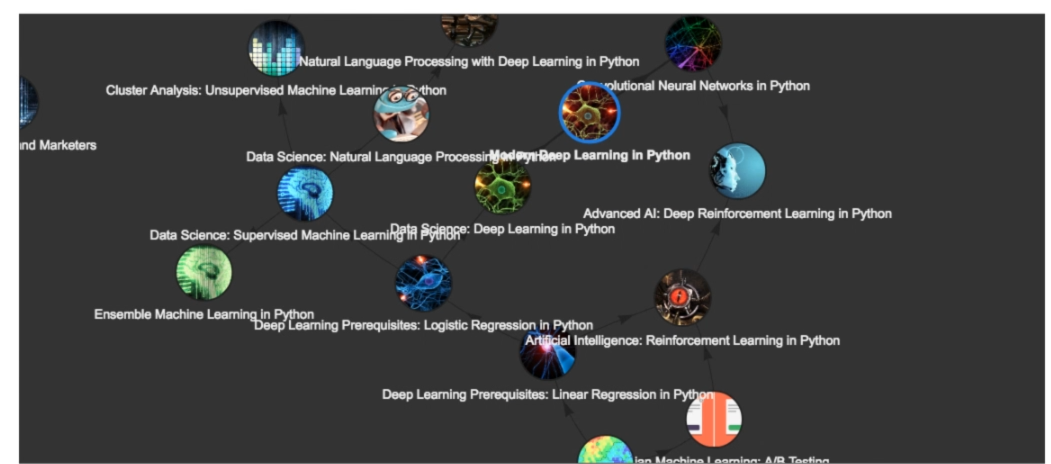 Natural Language Processing with Deep Learning in Python
Convolutional Neural Networks in Python
Cluster Analysis: Unsupervised Machine Learning in Python
nd Marketers
Data Science: Natural Language Processing in Python
Modern Deep Learning in Python
Advanced AI: Deep Reinforcement Learning in Python
Data Science: Supervised Machine Learning in Python
Data Science: Deep Learning in Python
Ensemble Machine Learning in Python
Deep Learning Prerequisites: Logistic Regression in Python
Artificial Intelligence: Reinforcement Learning in Python
Deep Learning Prerequisites: Linear Regression in Python
ian Machine Learning: A/B Testing